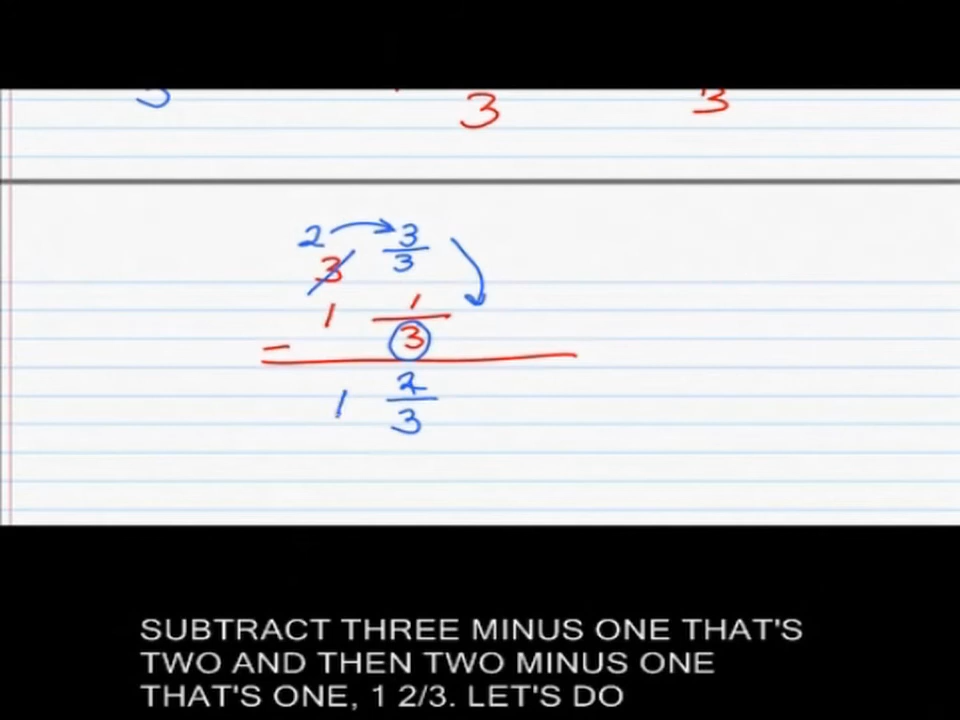 3 3 3
2 3/3
3
1 1/3
-
1 2/3
SUBTRACT THREE MINUS ONE THAT'S
TWO AND THEN TWO MINUS ONE
THAT'S ONE, 1 2/3. LET'S DO